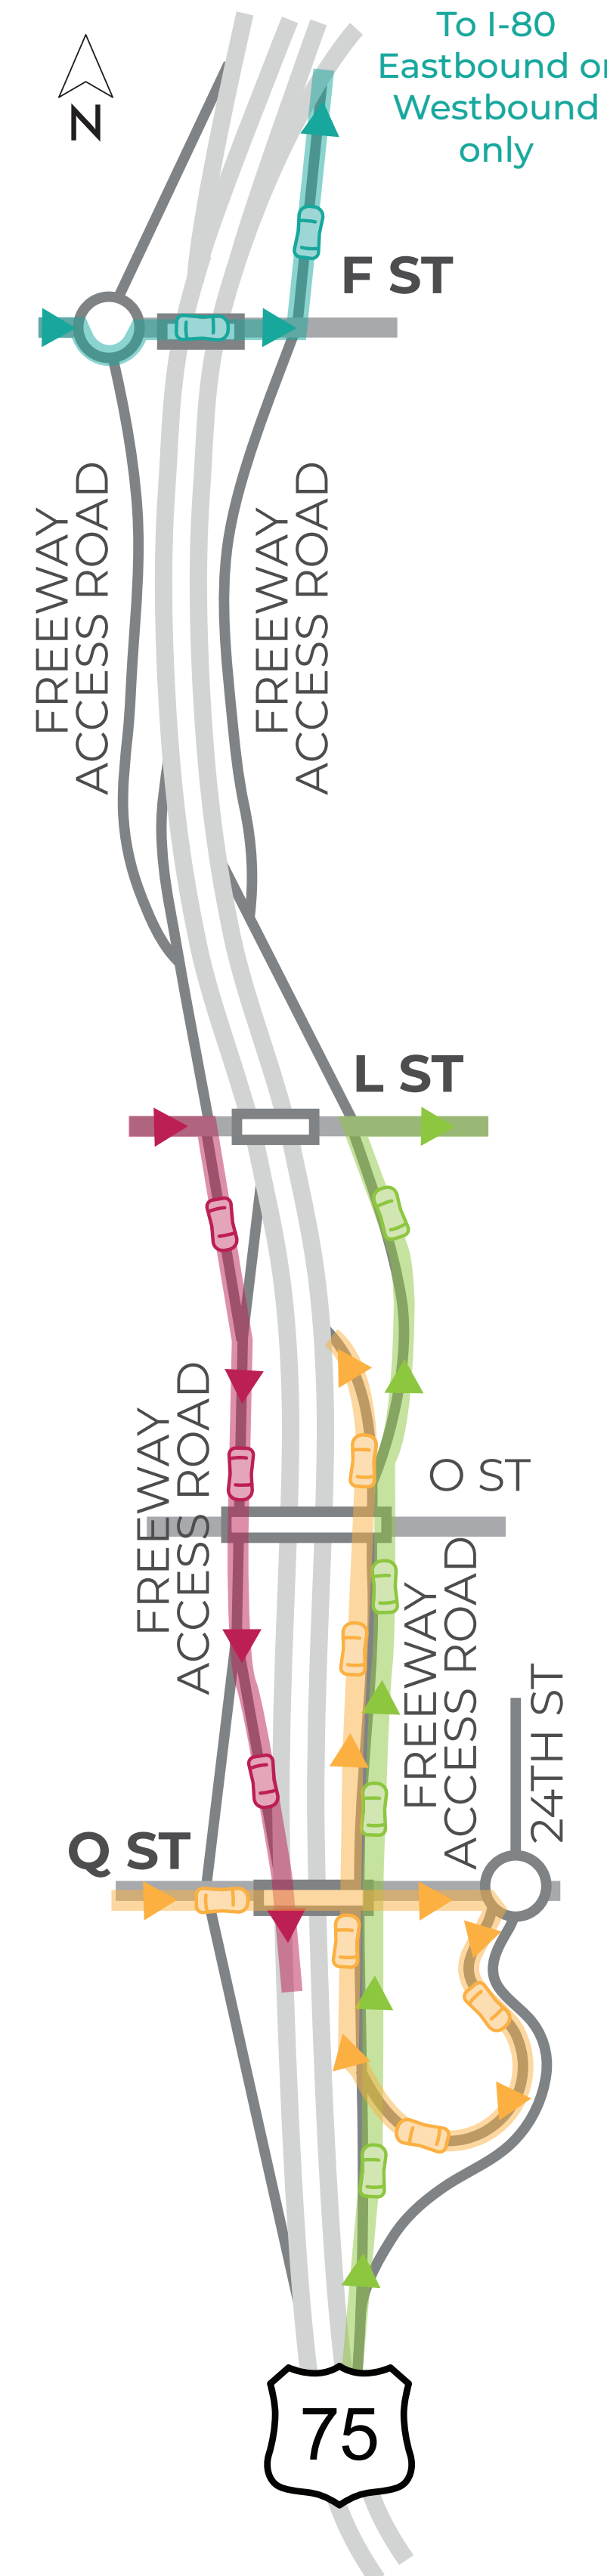 To I-80
Eastbound or
Westbound
only
N
F ST
FREEWAY
ACCESS ROAD
FREEWAY
ACCESS ROAD
L ST
FREEWAY
ACCESS ROAD
O ST
FREEWAY
ACCESS ROAD
24TH ST
Q ST
75